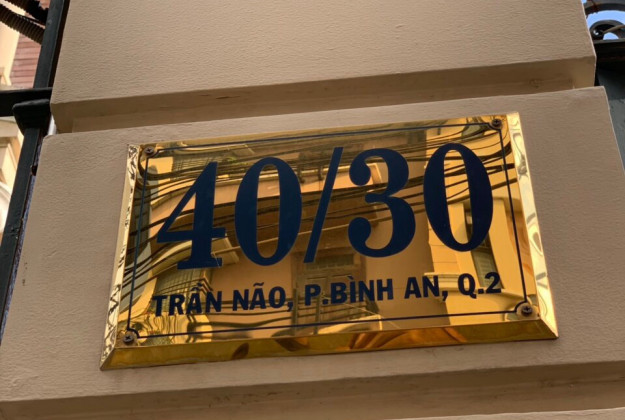 40/30
TRẦN NÃO, P.BÌNH AN, Q.2